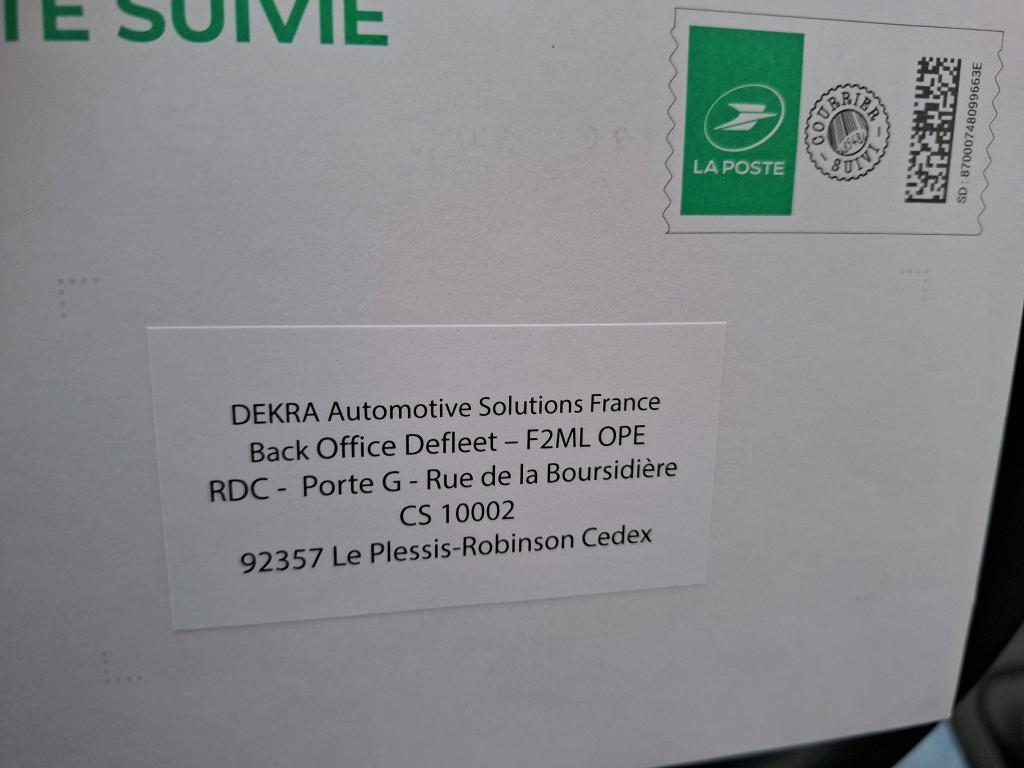 TE SUIVIE
LA POSTE
COURRIER
SUIVI
SD : 87000748099663E
DEKRA Automotive Solutions France
Back Office Defleet – F2ML OPE
RDC - Porte G - Rue de la Boursidière
CS 10002
92357 Le Plessis-Robinson Cedex